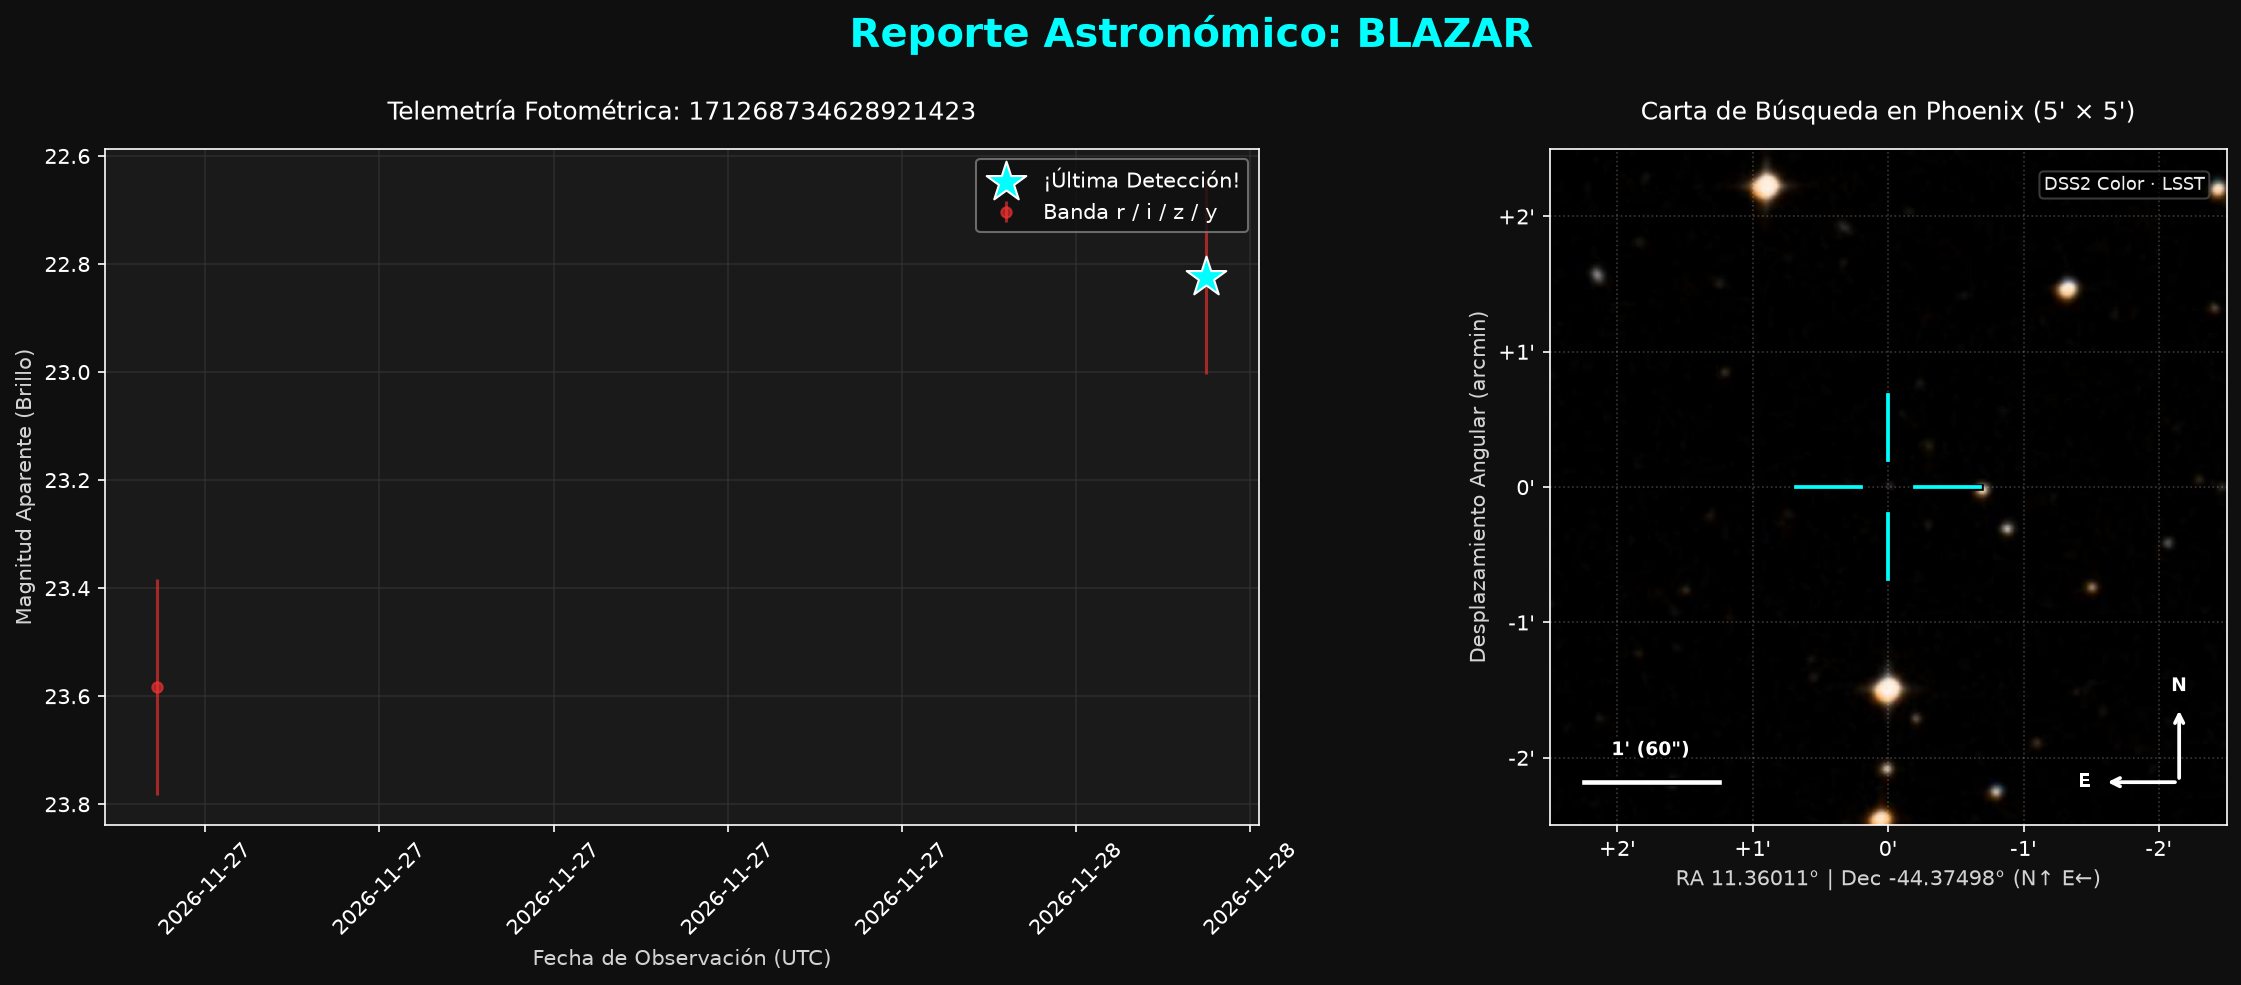 Reporte Astronómico: BLAZAR
Telemetría Fotométrica: 171268734628921423
22.6
22.8
23.0
23.2
23.4
23.6
23.8
Magnitud Aparente (Brillo)
¡Última Detección!
Banda r / i / z / y
2026-11-27
2026-11-27
2026-11-27
2026-11-27
2026-11-27
2026-11-28
2026-11-28
Fecha de Observación (UTC)
Carta de Búsqueda en Phoenix (5' × 5')
DSS2 Color · LSST
+2'
+1'
0'
-1'
-2'
Desplazamiento Angular (arcmin)
N
E
1' (60")
+2'
+1'
0'
-1'
-2'
RA 11.36011° | Dec -44.37498° (N↑ E←)